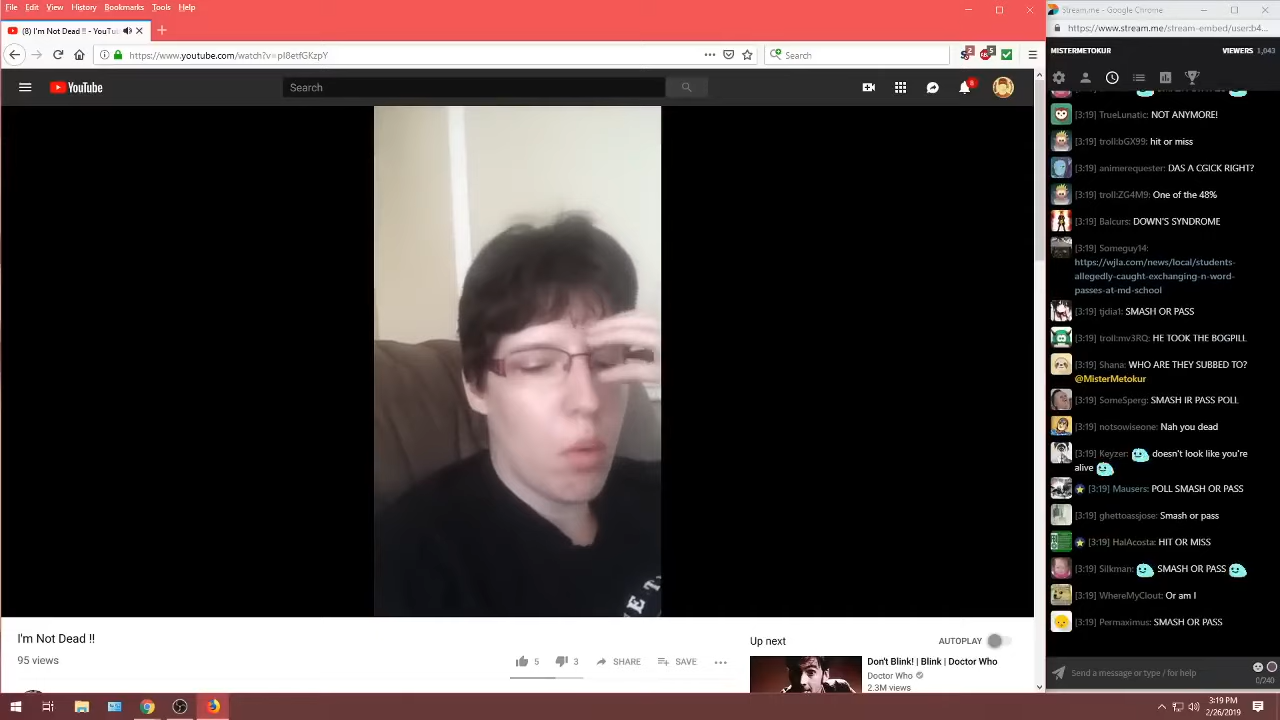 File Edit View History Bookmarks Tools Help
Stream.me - Google Chrome
(8) I'm Not Dead !! - YouTu
https://www.youtube.com/watch?v=pI8etfGKzpY
Search
https://www.stream.me/stream-embed/user:b4
MISTERMETOKUR
VIEWERS 1,043
YouTube
Search
6
[3:19] TrueLunatic: NOT ANYMORE!
[3:19] troll:bGX99: hit or miss
[3:19] animerequester: DAS A CGICK RIGHT?
[3:19] troll:ZG4M9: One of the 48%
[3:19] Balcurs: DOWN'S SYNDROME
[3:19] Someguy14:
https://wjla.com/news/local/students-
allegedly-caught-exchanging-n-word-
passes-at-md-school
[3:19] tjdia1: SMASH OR PASS
[3:19] troll:mv3RQ: HE TOOK THE BOGPILL
[3:19] Shana: WHO ARE THEY SUBBED TO?
@MisterMetokur
[3:19] SomeSperg: SMASH IR PASS POLL
[3:19] notsowiseone: Nah you dead
[3:19] Keyzer: doesn't look like you're
alive
[3:19] Mausers: POLL SMASH OR PASS
[3:19] ghettoassjose: Smash or pass
[3:19] HalAcosta: HIT OR MISS
[3:19] Silkman: SMASH OR PASS
[3:19] WhereMyClout: Or am I
[3:19] Permaximus: SMASH OR PASS
Send a message or type / for help
0/240
I'm Not Dead !!
95 views
5 3 SHARE SAVE
Up next
AUTOPLAY
Don't Blink! | Blink | Doctor Who
Doctor Who
2.3M views
3:19 PM
2/26/2019